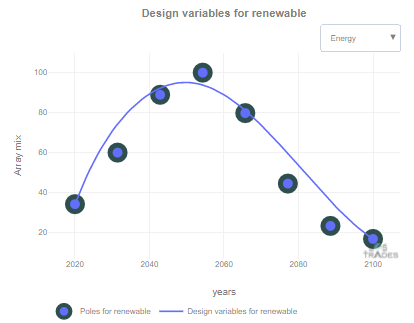 Design variables for renewable
Energy
100
80
60
40
20
Array mix
2020 2040 2060 2080 2100
years
Poles for renewable Design variables for renewable
TRADES